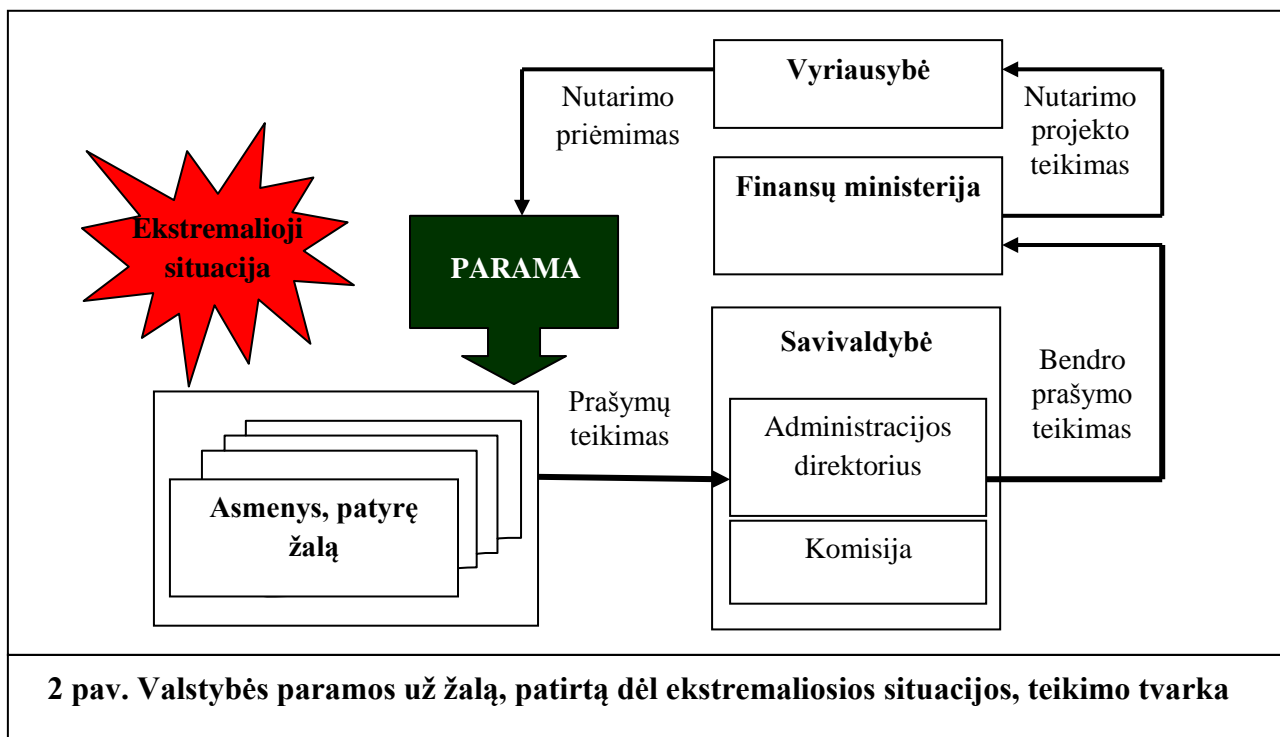 Vyriausybė
Nutarimo
priėmimas
Nutarimo
projekto
teikimas
Finansų ministerija
Ekstremalioji
situacija
PARAMA
Savivaldybė
Bendro
prašymo
teikimas
Prašymų
teikimas
Administracijos
direktorius
Asmenys, patyrę
žalą
Komisija
2 pav. Valstybės paramos už žalą, patirtą dėl ekstremaliosios situacijos, teikimo tvarka